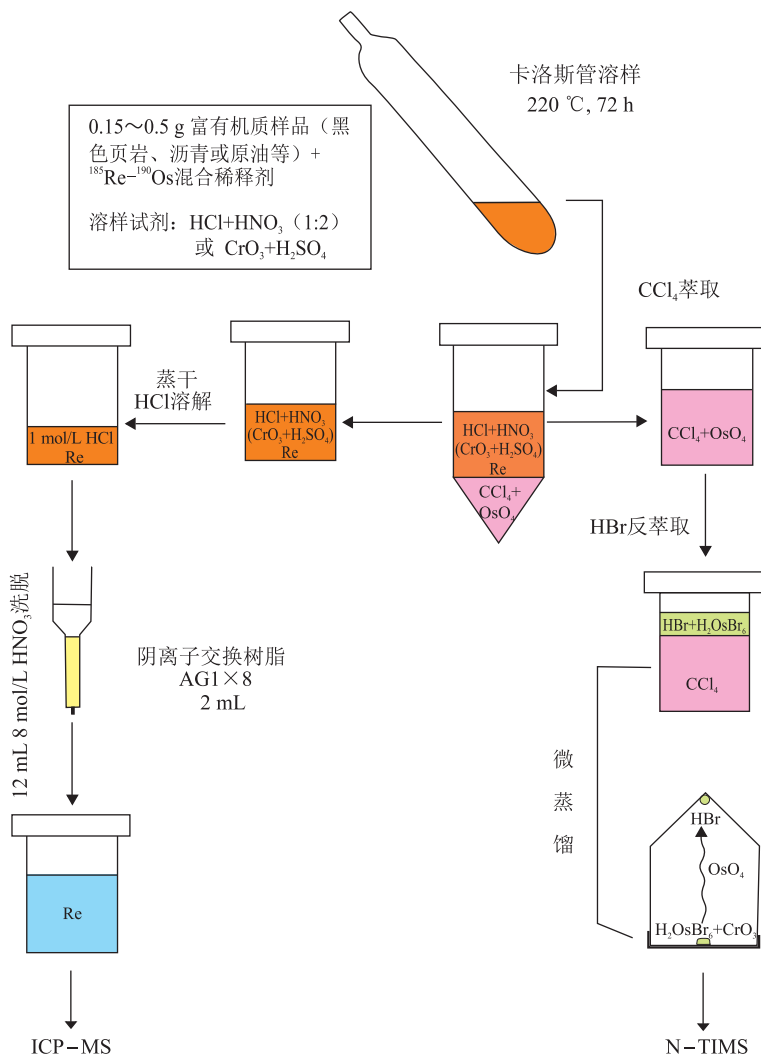 卡洛斯管溶样
220 ℃, 72 h
0.15～0.5 g 富有机质样品（黑
色页岩、沥青或原油等）+
¹⁸⁵Re–¹⁹⁰Os混合稀释剂
溶样试剂：HCl+HNO₃（1:2）
或 CrO₃+H₂SO₄
CCl₄萃取
蒸干
HCl溶解
1 mol/L HCl
Re
HCl+HNO₃
(CrO₃+H₂SO₄)
Re
HCl+HNO₃
(CrO₃+H₂SO₄)
Re
CCl₄+
OsO₄
CCl₄+OsO₄
HBr反萃取
HBr+H₂OsBr₆
CCl₄
12 mL 8 mol/L HNO₃洗脱
阴离子交换树脂
AG1×8
2 mL
微蒸馏
HBr
OsO₄
H₂OsBr₆+CrO₃
Re
ICP–MS
N–TIMS